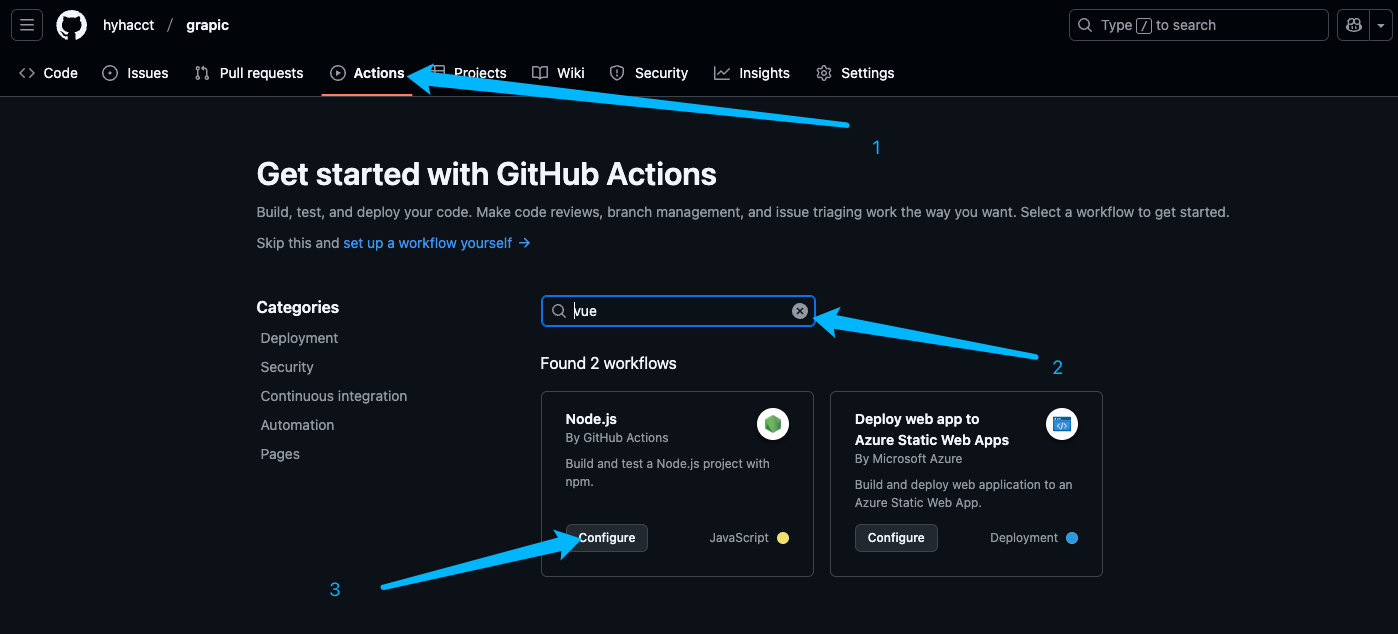 hyhacct / grapic
Type / to search
Code Issues Pull requests Actions Projects Wiki Security Insights Settings
1
Get started with GitHub Actions
Build, test, and deploy your code. Make code reviews, branch management, and issue triaging work the way you want. Select a workflow to get started.
Skip this and set up a workflow yourself →
Categories
Deployment
Security
Continuous integration
Automation
Pages
vue
2
Found 2 workflows
Node.js
By GitHub Actions
Build and test a Node.js project with
npm.
Configure JavaScript
Deploy web app to
Azure Static Web Apps
By Microsoft Azure
Build and deploy web application to an
Azure Static Web App.
Configure Deployment
3